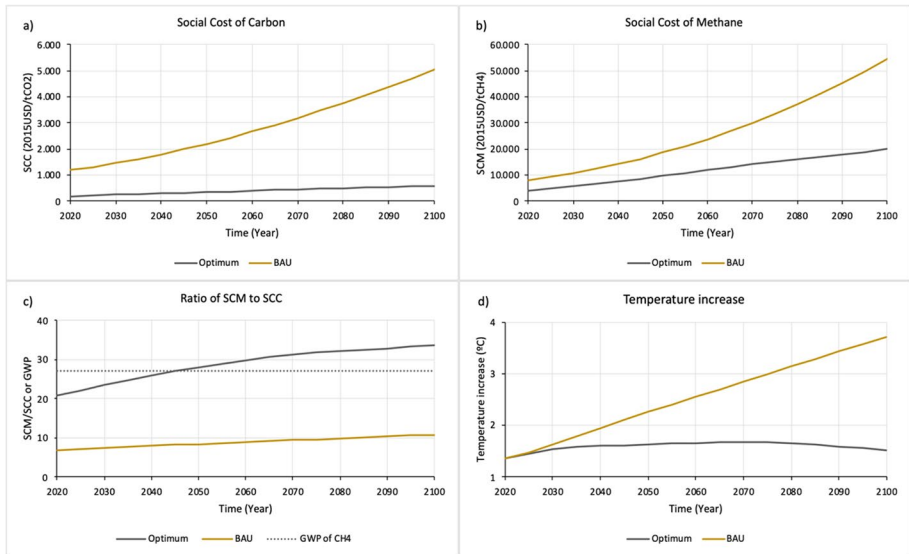 a)
Social Cost of Carbon
SCC (2015USD/tCO2)
6.000
5.000
4.000
3.000
2.000
1.000
0
2020 2030 2040 2050 2060 2070 2080 2090 2100
Time (Year)
Optimum BAU
b)
Social Cost of Methane
SCM (2015USD/tCH4)
60.000
50.000
40.000
30.000
20.000
10.000
0
2020 2030 2040 2050 2060 2070 2080 2090 2100
Time (Year)
Optimum BAU
c)
Ratio of SCM to SCC
SCM/SCC or GWP
40
30
20
10
0
2020 2030 2040 2050 2060 2070 2080 2090 2100
Time (Year)
Optimum BAU GWP of CH4
d)
Temperature increase
Temperature increase (ºC)
4
3
2
1
2020 2030 2040 2050 2060 2070 2080 2090 2100
Time (Year)
Optimum BAU